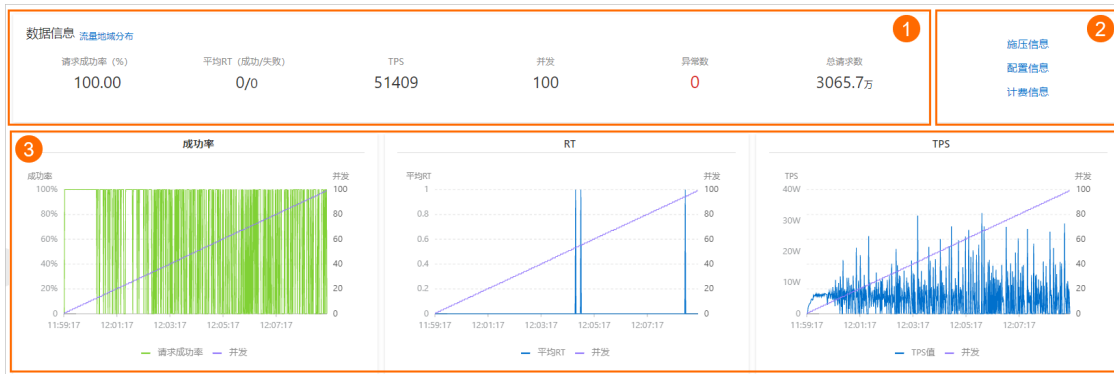 1
2
数据信息 流量地域分布
请求成功率（%） 平均RT（成功/失败） TPS 并发 异常数 总请求数
100.00 0/0 51409 100 0 3065.7万
施压信息
配置信息
计费信息
3
成功率
成功率 并发
100% 100
80% 80
60% 60
40% 40
20% 20
0 0
11:59:17 12:01:17 12:03:17 12:05:17 12:07:17
请求成功率 并发
RT
平均RT 并发
1 100
0.8 80
0.6 60
0.4 40
0.2 20
0 0
11:59:17 12:01:17 12:03:17 12:05:17 12:07:17
平均RT 并发
TPS
TPS 并发
40W 100
40W 80
30W 60
20W 40
10W 20
0 0
11:59:17 12:01:17 12:03:17 12:05:17 12:07:17
TPS值 并发